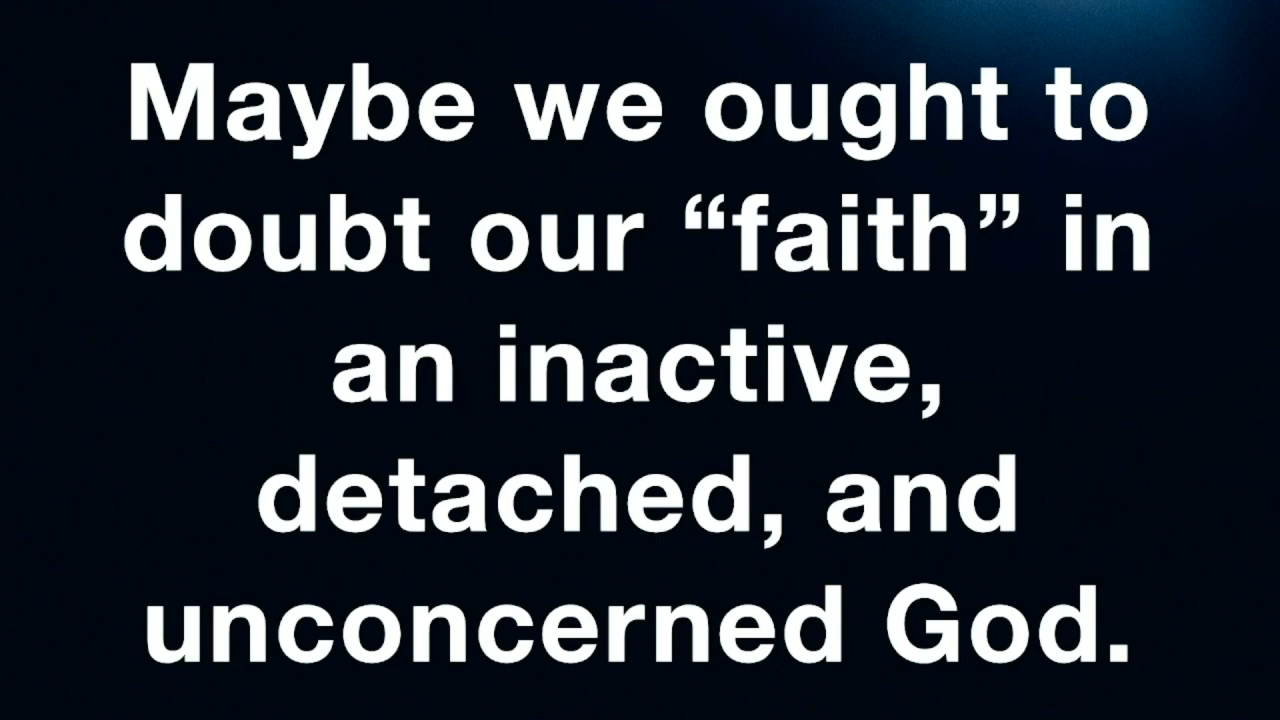 Maybe we ought to
doubt our “faith” in
an inactive,
detached, and
unconcerned God.